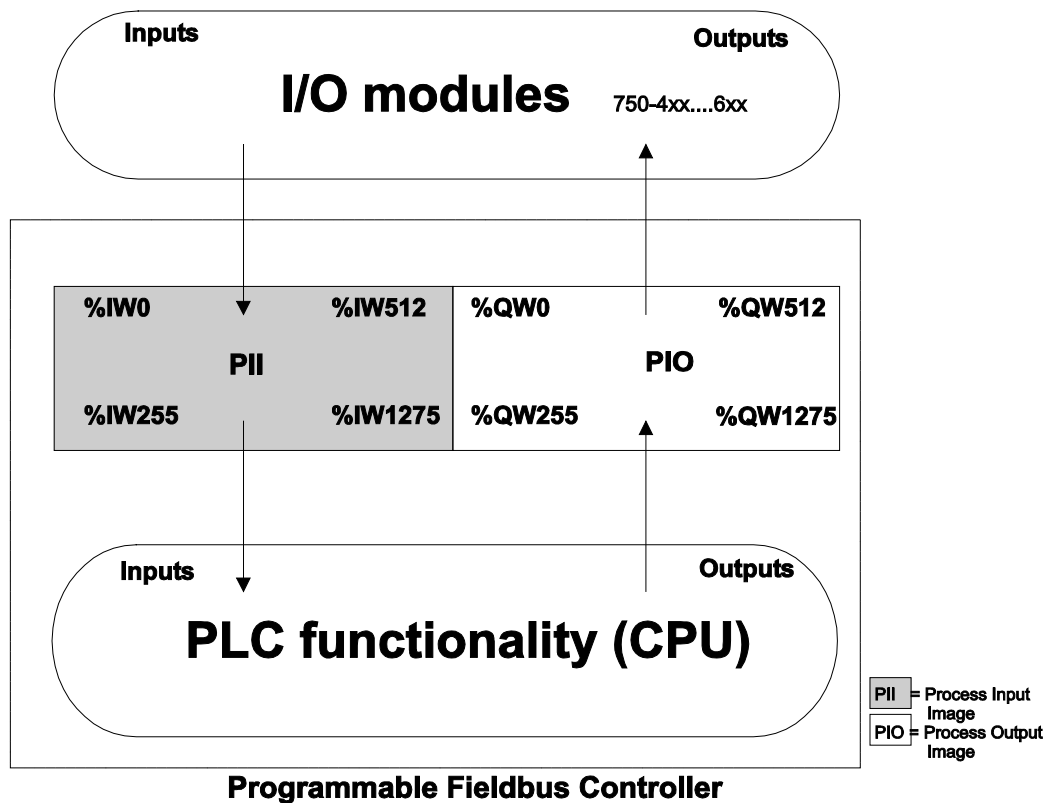 Inputs
Outputs
I/O modules 750-4xx....6xx
%IW0 %IW512 %QW0 %QW512
PII PIO
%IW255 %IW1275 %QW255 %QW1275
Inputs
Outputs
PLC functionality (CPU)
PII = Process Input
Image
PIO = Process Output
Image
Programmable Fieldbus Controller